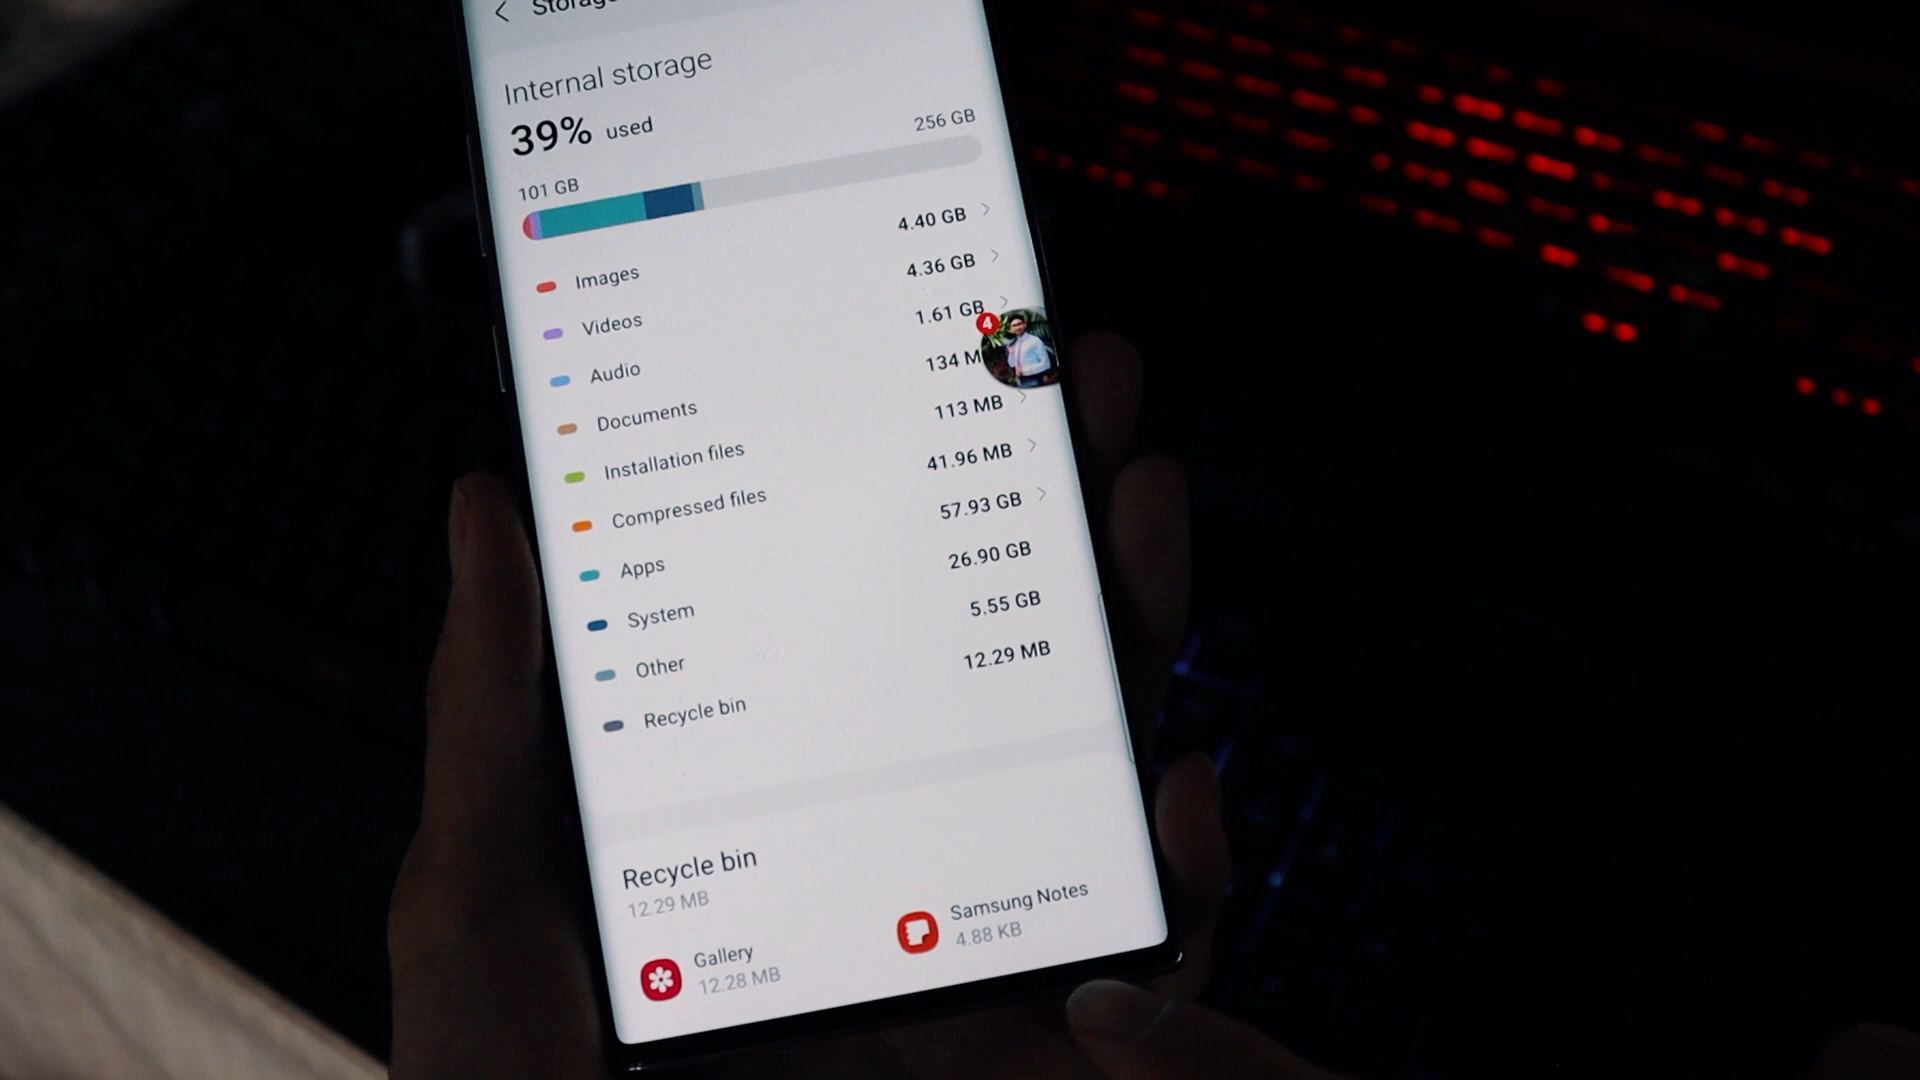 Storage
Internal storage
39% used
256 GB
101 GB
Images 4.40 GB
Videos 4.36 GB
Audio 1.61 GB
Documents 134 M
Installation files 113 MB
Compressed files 41.96 MB
Apps 57.93 GB
System 26.90 GB
Other 5.55 GB
Recycle bin 12.29 MB
4
Recycle bin
12.29 MB
Gallery
12.28 MB
Samsung Notes
4.88 KB